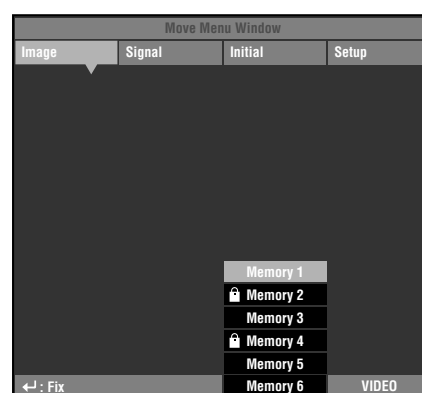 Move Menu Window
Image Signal Initial Setup
Memory 1
Memory 2
Memory 3
Memory 4
Memory 5
↵ : Fix Memory 6 VIDEO